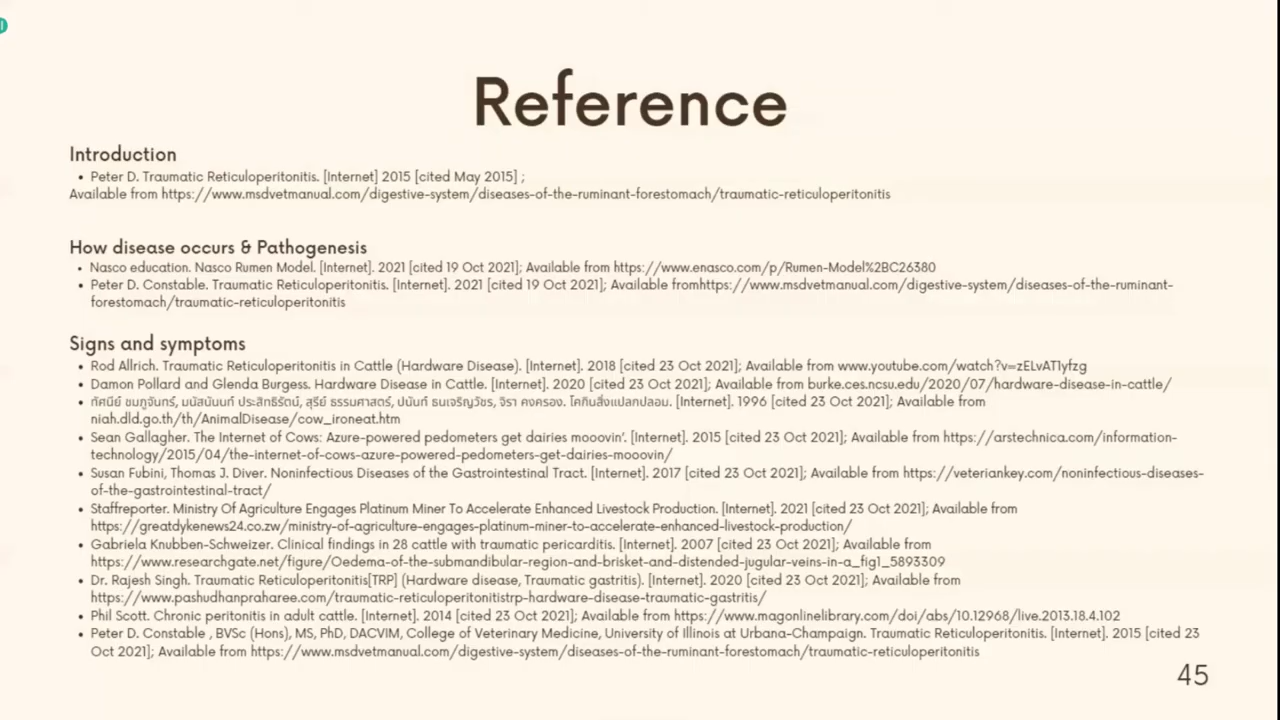 Reference
Introduction
• Peter D. Traumatic Reticuloperitonitis. [Internet] 2015 [cited May 2015] ;
Available from https://www.msdvetmanual.com/digestive-system/diseases-of-the-ruminant-forestomach/traumatic-reticuloperitonitis
How disease occurs & Pathogenesis
• Nasco education. Nasco Rumen Model. [Internet]. 2021 [cited 19 Oct 2021]; Available from https://www.enasco.com/p/Rumen-Model%2BC26380
• Peter D. Constable. Traumatic Reticuloperitonitis. [Internet]. 2021 [cited 19 Oct 2021]; Available fromhttps://www.msdvetmanual.com/digestive-system/diseases-of-the-ruminant-
forestomach/traumatic-reticuloperitonitis
Signs and symptoms
• Rod Allrich. Traumatic Reticuloperitonitis in Cattle (Hardware Disease). [Internet]. 2018 [cited 23 Oct 2021]; Available from www.youtube.com/watch?v=zELvAT1yfzg
• Damon Pollard and Glenda Burgess. Hardware Disease in Cattle. [Internet]. 2020 [cited 23 Oct 2021]; Available from burke.ces.ncsu.edu/2020/07/hardware-disease-in-cattle/
• ทัศนีย์ ชมภูจันทร์, มนัสนันนท์ ประสิทธิรัตน์, สุรีย์ ธรรมศาสตร์, ปนันท์ ธนเจริญวัชร, จิรา คงครอง. โคกินสิ่งแปลกปลอม. [Internet]. 1996 [cited 23 Oct 2021]; Available from
niah.dld.go.th/th/AnimalDisease/cow_ironeat.htm
• Sean Gallagher. The Internet of Cows: Azure-powered pedometers get dairies mooovin'. [Internet]. 2015 [cited 23 Oct 2021]; Available from https://arstechnica.com/information-
technology/2015/04/the-internet-of-cows-azure-powered-pedometers-get-dairies-mooovin/
• Susan Fubini, Thomas J. Diver. Noninfectious Diseases of the Gastrointestinal Tract. [Internet]. 2017 [cited 23 Oct 2021]; Available from https://veteriankey.com/noninfectious-diseases-
of-the-gastrointestinal-tract/
• Staffreporter. Ministry Of Agriculture Engages Platinum Miner To Accelerate Enhanced Livestock Production. [Internet]. 2021 [cited 23 Oct 2021]; Available from
https://greatdykenews24.co.zw/ministry-of-agriculture-engages-platinum-miner-to-accelerate-enhanced-livestock-production/
• Gabriela Knubben-Schweizer. Clinical findings in 28 cattle with traumatic pericarditis. [Internet]. 2007 [cited 23 Oct 2021]; Available from
https://www.researchgate.net/figure/Oedema-of-the-submandibular-region-and-brisket-and-distended-jugular-veins-in-a_fig1_5893309
• Dr. Rajesh Singh. Traumatic Reticuloperitonitis[TRP] (Hardware disease, Traumatic gastritis). [Internet]. 2020 [cited 23 Oct 2021]; Available from
https://www.pashudhanpraharee.com/traumatic-reticuloperitonitistrp-hardware-disease-traumatic-gastritis/
• Phil Scott. Chronic peritonitis in adult cattle. [Internet]. 2014 [cited 23 Oct 2021]; Available from https://www.magonlinelibrary.com/doi/abs/10.12968/live.2013.18.4.102
• Peter D. Constable , BVSc (Hons), MS, PhD, DACVIM, College of Veterinary Medicine, University of Illinois at Urbana-Champaign. Traumatic Reticuloperitonitis. [Internet]. 2015 [cited 23
Oct 2021]; Available from https://www.msdvetmanual.com/digestive-system/diseases-of-the-ruminant-forestomach/traumatic-reticuloperitonitis
45